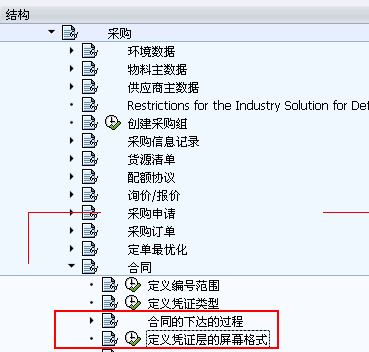 结构
采购
环境数据
物料主数据
供应商主数据
Restrictions for the Industry Solution for Def
创建采购组
采购信息记录
货源清单
配额协议
询价/报价
采购申请
采购订单
定单最优化
合同
定义编号范围
定义凭证类型
合同的下达的过程
定义凭证层的屏幕格式